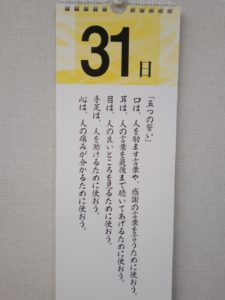 31日
「五つの誓い」
口は、人を励ます言葉や、感謝の言葉を言うために使おう。
耳は、人の言葉を最後まで聴いてあげるために使おう。
目は、人の良いところを見るために使おう。
手足は、人を助けるために使おう。
心は、人の痛みが分かるために使おう。